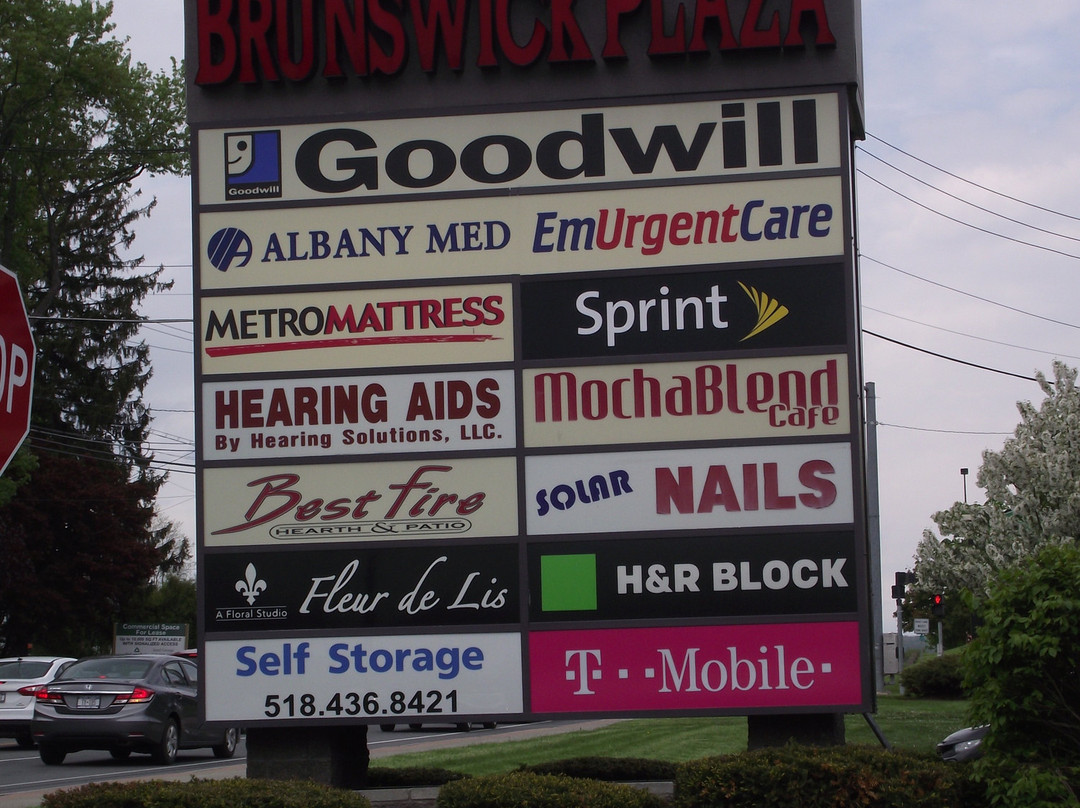 BRUNSWICK PLAZA
Goodwill
Goodwill
ALBANY MED EmUrgentCare
METROMATTRESS
Sprint
HEARING AIDS
By Hearing Solutions, LLC.
MochaBlend
Cafe
Best Fire
HEARTH & PATIO
SOLAR NAILS
A Floral Studio
Fleur de Lis
H&R BLOCK
Self Storage
518.436.8421
T··Mobile·
OP
Commercial Space
For Lease